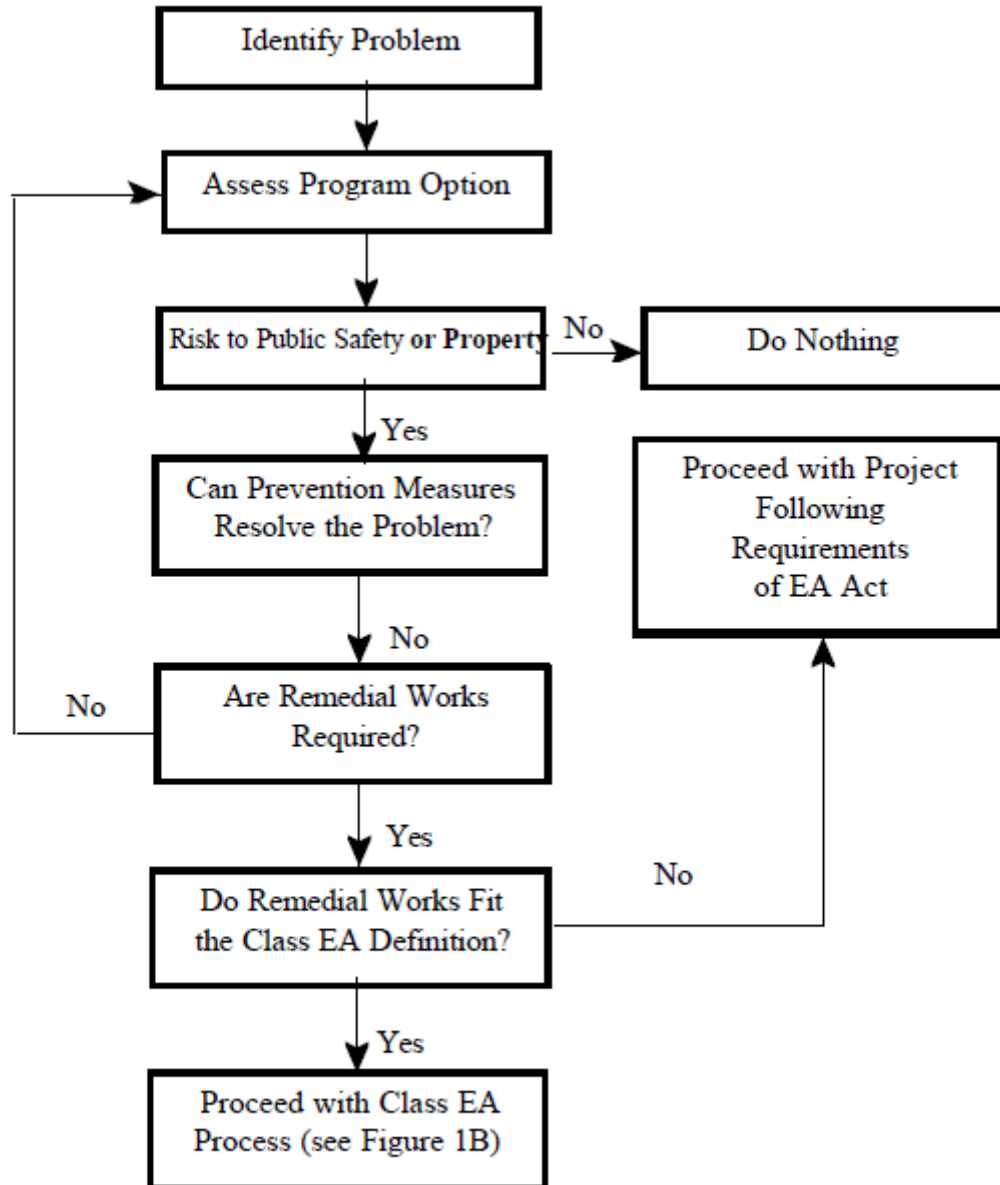 Identify Problem
Assess Program Option
Risk to Public Safety or Property
No
Do Nothing
Yes
Can Prevention Measures
Resolve the Problem?
Proceed with Project
Following
Requirements
of EA Act
No
Are Remedial Works
Required?
No
Yes
Do Remedial Works Fit
the Class EA Definition?
No
Yes
Proceed with Class EA
Process (see Figure 1B)